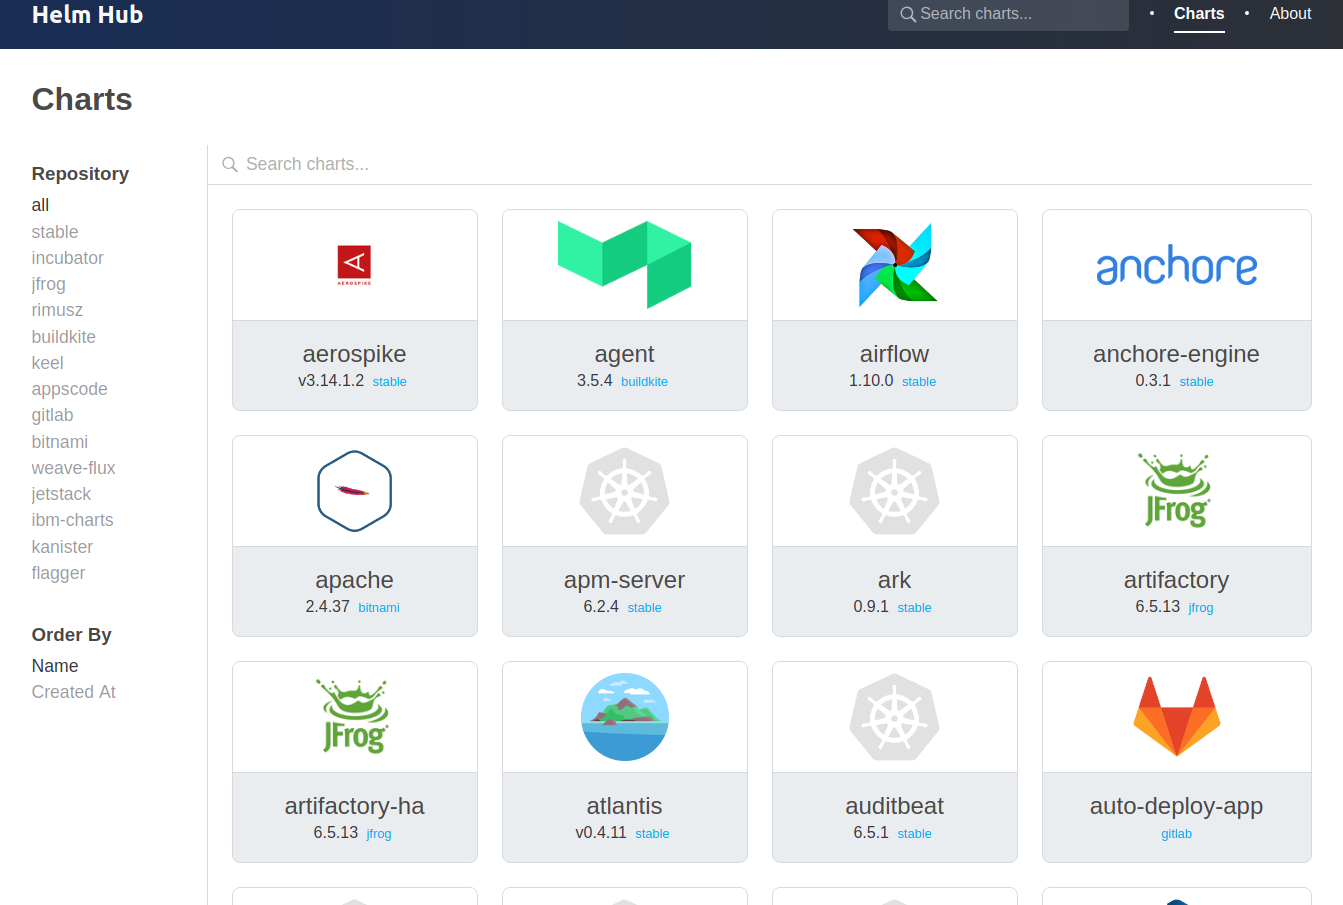 Helm Hub
Search charts...
• Charts • About
Charts
Repository
all
stable
incubator
jfrog
rimusz
buildkite
keel
appscode
gitlab
bitnami
weave-flux
jetstack
ibm-charts
kanister
flagger
Order By
Name
Created At
Search charts...
AEROSPIKE
aerospike
v3.14.1.2 stable
agent
3.5.4 buildkite
airflow
1.10.0 stable
anchore
anchore-engine
0.3.1 stable
apache
2.4.37 bitnami
apm-server
6.2.4 stable
ark
0.9.1 stable
JFrog
artifactory
6.5.13 jfrog
JFrog
artifactory-ha
6.5.13 jfrog
atlantis
v0.4.11 stable
auditbeat
6.5.1 stable
auto-deploy-app
gitlab